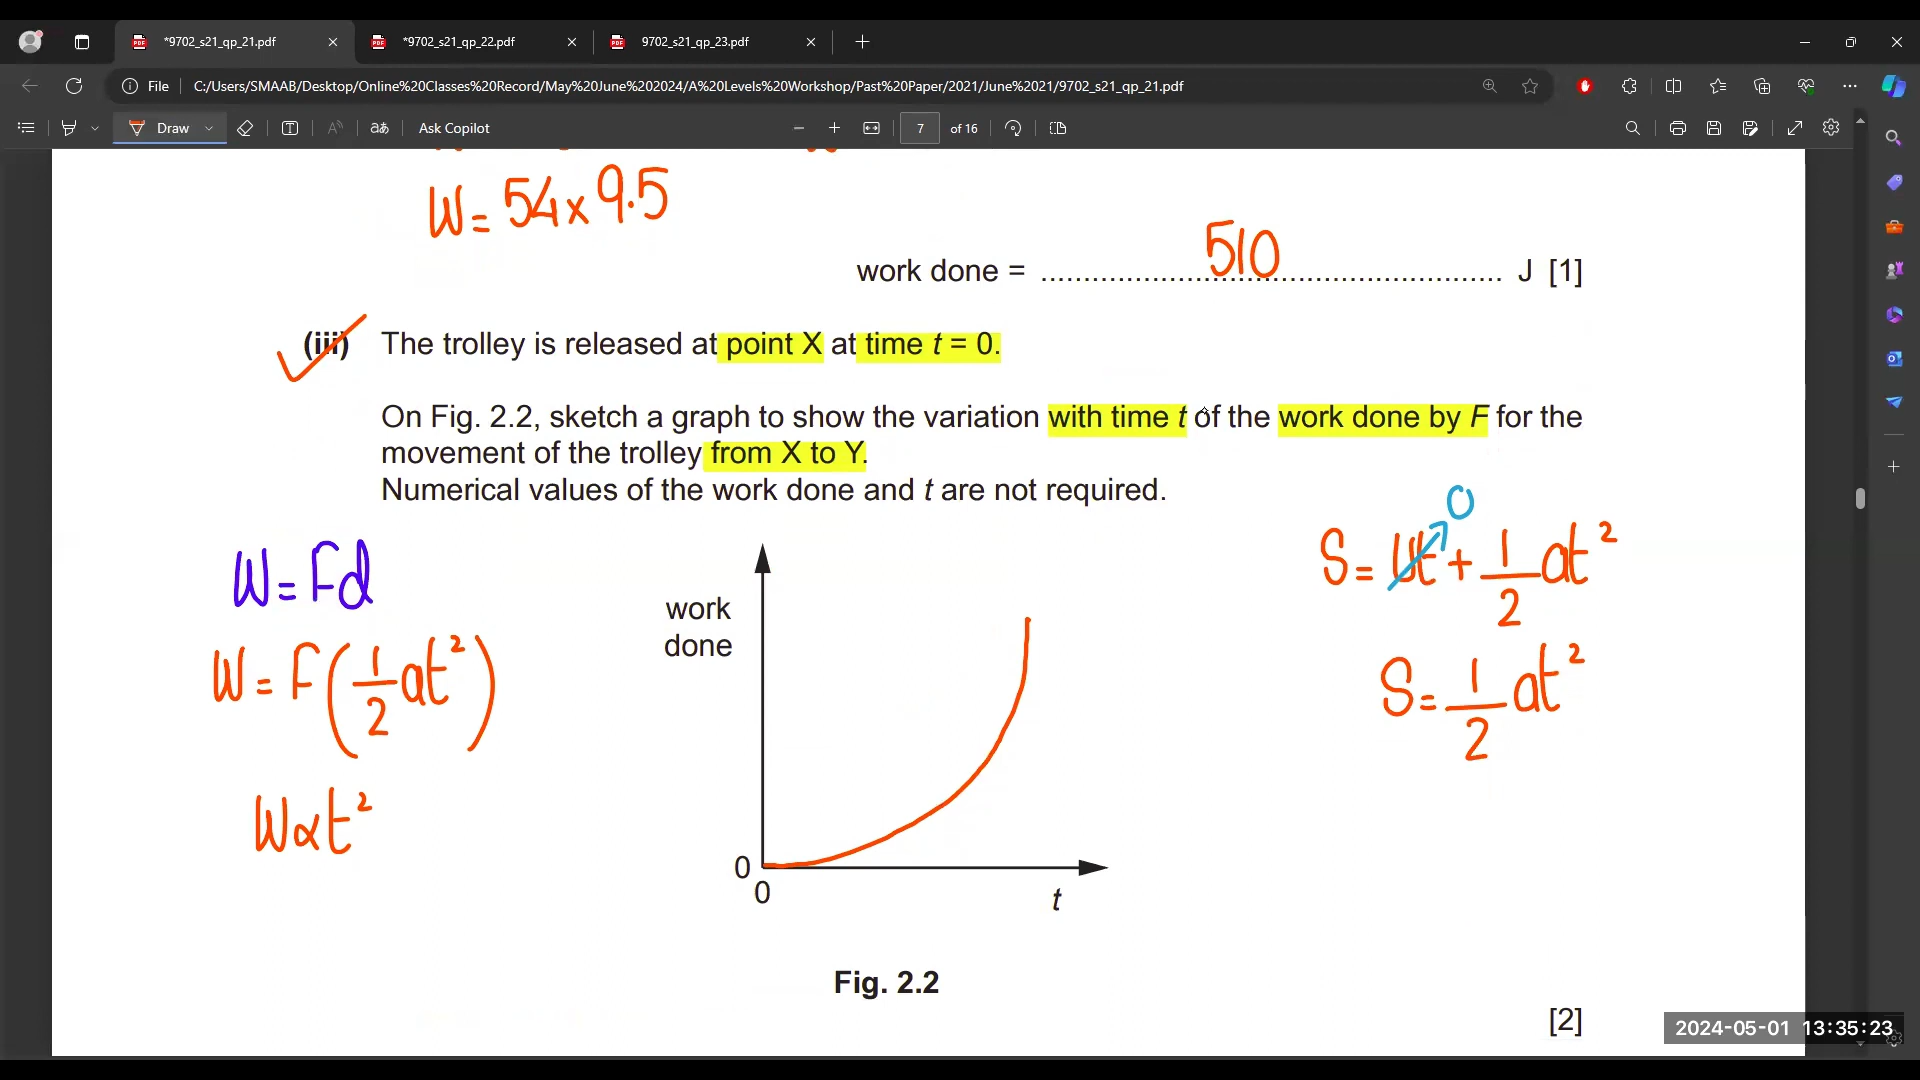 *9702_s21_qp_21.pdf
*9702_s21_qp_22.pdf
9702_s21_qp_23.pdf
File
C:/Users/SMAAB/Desktop/Online%20Classes%20Record/May%20June%202024/A%20Levels%20Workshop/Past%20Paper/2021/June%2021/9702_s21_qp_21.pdf
Draw
aあ
Ask Copilot
7 of 16
W = 54 x 9.5
work done = 510 J [1]
(iii) The trolley is released at point X at time t = 0.
On Fig. 2.2, sketch a graph to show the variation with time t of the work done by F for the
movement of the trolley from X to Y.
Numerical values of the work done and t are not required.
W = Fd
W = F(1/2 at²)
W ∝ t²
work
done
0
0
t
0
S = ut + 1/2 at²
S = 1/2 at²
Fig. 2.2
[2]
2024-05-01 13:35:23